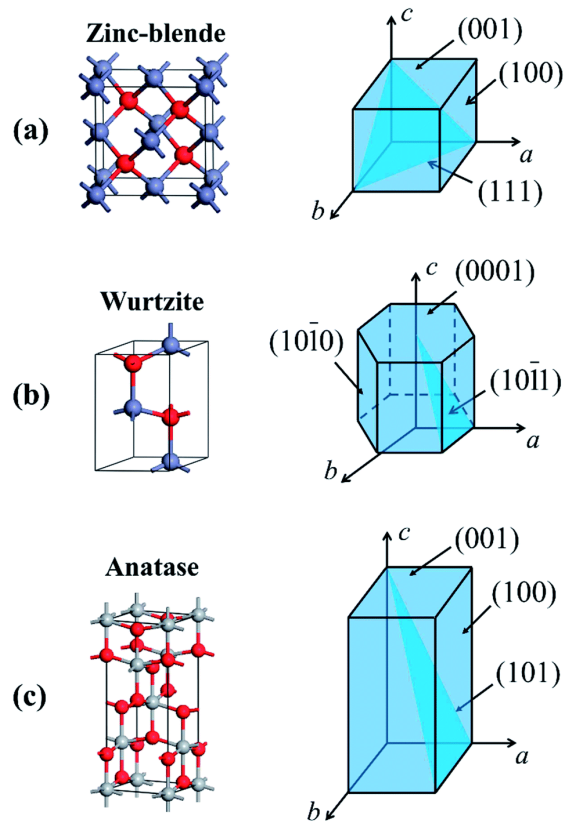 Zinc-blende
(a)
c
(001)
(100)
a
b
(111)
Wurtzite
(b)
c
(0001)
(101̄0)
(101̄1)
a
b
Anatase
(c)
c
(001)
(100)
(101)
a
b